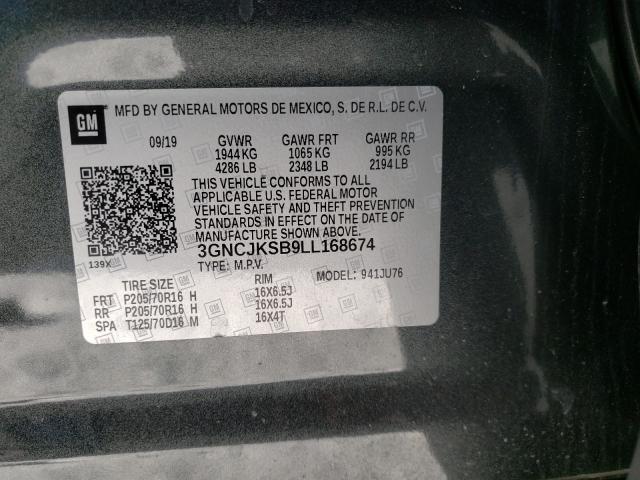 GM MFD BY GENERAL MOTORS DE MEXICO, S. DE R.L. DE C.V.
09/19 GVWR GAWR FRT GAWR RR
1944 KG 1065 KG 995 KG
4286 LB 2348 LB 2194 LB
THIS VEHICLE CONFORMS TO ALL
APPLICABLE U.S. FEDERAL MOTOR
VEHICLE SAFETY AND THEFT PREVENTION
STANDARDS IN EFFECT ON THE DATE OF
MANUFACTURE SHOWN ABOVE.
3GNCJKSB9LL168674
139X TYPE: M.P.V. MODEL: 941JU76
TIRE SIZE RIM
FRT P205/70R16 H 16X6.5J
RR P205/70R16 H 16X6.5J
SPA T125/70D16 M 16X4T